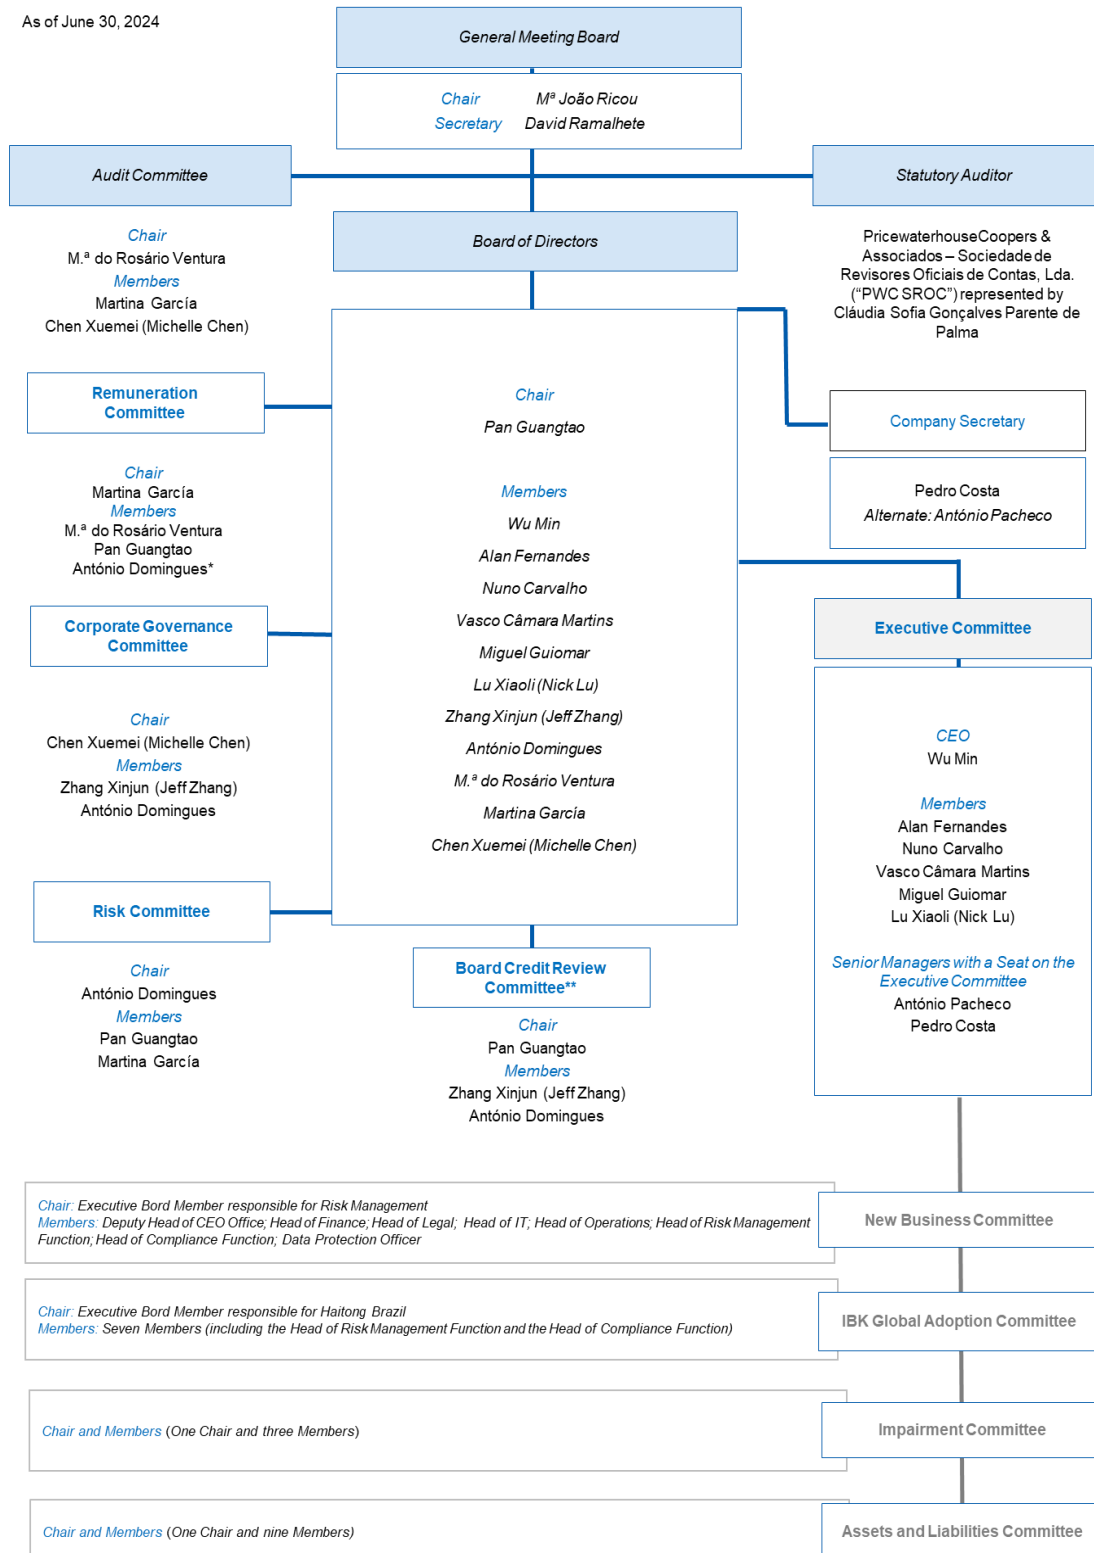 As of June 30, 2024
General Meeting Board
Chair Mª João Ricou
Secretary David Ramalhete
Audit Committee
Statutory Auditor
Chair
M.ª do Rosário Ventura
Members
Martina García
Chen Xuemei (Michelle Chen)
Board of Directors
PricewaterhouseCoopers &
Associados – Sociedade de
Revisores Oficiais de Contas, Lda.
(“PWC SROC”) represented by
Cláudia Sofia Gonçalves Parente de
Palma
Remuneration
Committee
Chair
Martina García
Members
M.ª do Rosário Ventura
Pan Guangtao
António Domingues*
Corporate Governance
Committee
Chair
Chen Xuemei (Michelle Chen)
Members
Zhang Xinjun (Jeff Zhang)
António Domingues
Risk Committee
Chair
António Domingues
Members
Pan Guangtao
Martina García
Chair
Pan Guangtao
Members
Wu Min
Alan Fernandes
Nuno Carvalho
Vasco Câmara Martins
Miguel Guiomar
Lu Xiaoli (Nick Lu)
Zhang Xinjun (Jeff Zhang)
António Domingues
M.ª do Rosário Ventura
Martina García
Chen Xuemei (Michelle Chen)
Board Credit Review
Committee**
Chair
Pan Guangtao
Members
Zhang Xinjun (Jeff Zhang)
António Domingues
Company Secretary
Pedro Costa
Alternate: António Pacheco
Executive Committee
CEO
Wu Min
Members
Alan Fernandes
Nuno Carvalho
Vasco Câmara Martins
Miguel Guiomar
Lu Xiaoli (Nick Lu)
Senior Managers with a Seat on the
Executive Committee
António Pacheco
Pedro Costa
Chair: Executive Bord Member responsible for Risk Management
Members: Deputy Head of CEO Office; Head of Finance; Head of Legal; Head of IT; Head of Operations; Head of Risk Management
Function; Head of Compliance Function; Data Protection Officer
New Business Committee
Chair: Executive Bord Member responsible for Haitong Brazil
Members: Seven Members (including the Head of Risk Management Function and the Head of Compliance Function)
IBK Global Adoption Committee
Chair and Members (One Chair and three Members)
Impairment Committee
Chair and Members (One Chair and nine Members)
Assets and Liabilities Committee